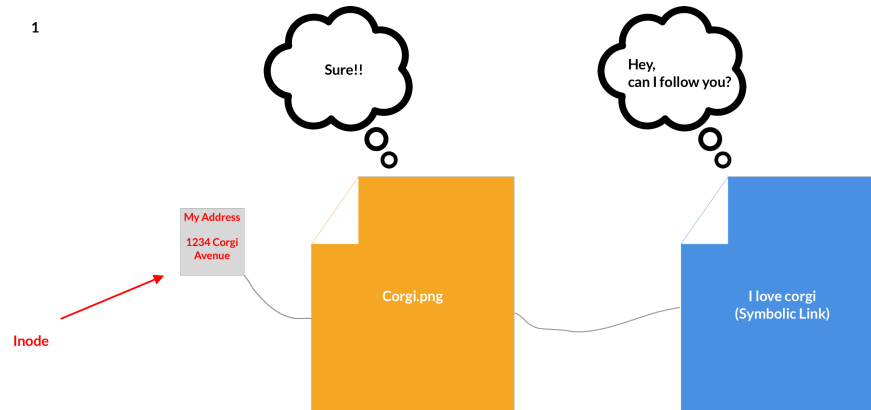 1
Sure!!
Hey,
can I follow you?
My Address
1234 Corgi
Avenue
Corgi.png
I love corgi
(Symbolic Link)
Inode